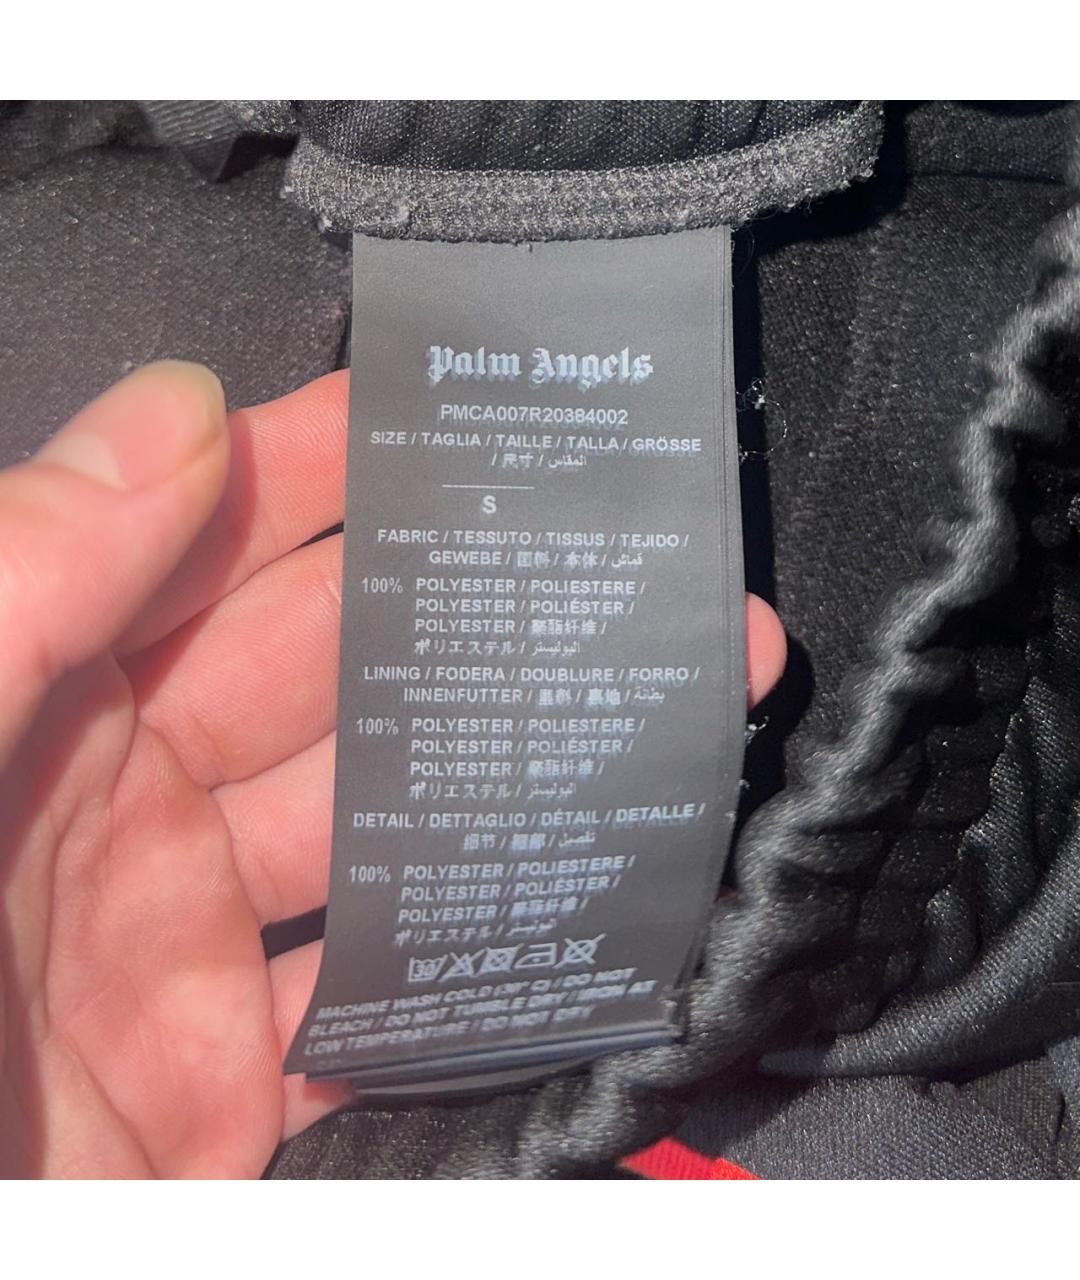 Palm Angels
PMCA007R20384002
SIZE / TAGLIA / TAILLE / TALLA / GRÖSSE
/ 尺寸 / المقاس
S
FABRIC / TESSUTO / TISSUS / TEJIDO /
GEWEBE / 面料 / 本体 / قماش
100% POLYESTER / POLIESTERE /
POLYESTER / POLIÉSTER /
POLYESTER / 聚酯纤维 /
ポリエステル / البوليستر
LINING / FODERA / DOUBLURE / FORRO /
INNENFUTTER / 里料 / 裏地 / بطانة
100% POLYESTER / POLIESTERE /
POLYESTER / POLIÉSTER /
POLYESTER / 聚酯纤维 /
ポリエステル / البوليستر
DETAIL / DETTAGLIO / DÉTAIL / DETALLE /
细节 / 細部 / تفصيل
100% POLYESTER / POLIESTERE /
POLYESTER / POLIÉSTER /
POLYESTER / 聚酯纤维 /
ポリエステル / البوليستر
30
MACHINE WASH COLD (30° C) / DO NOT
BLEACH / DO NOT TUMBLE DRY / IRON AT
LOW TEMPERATURE / DO NOT DRY